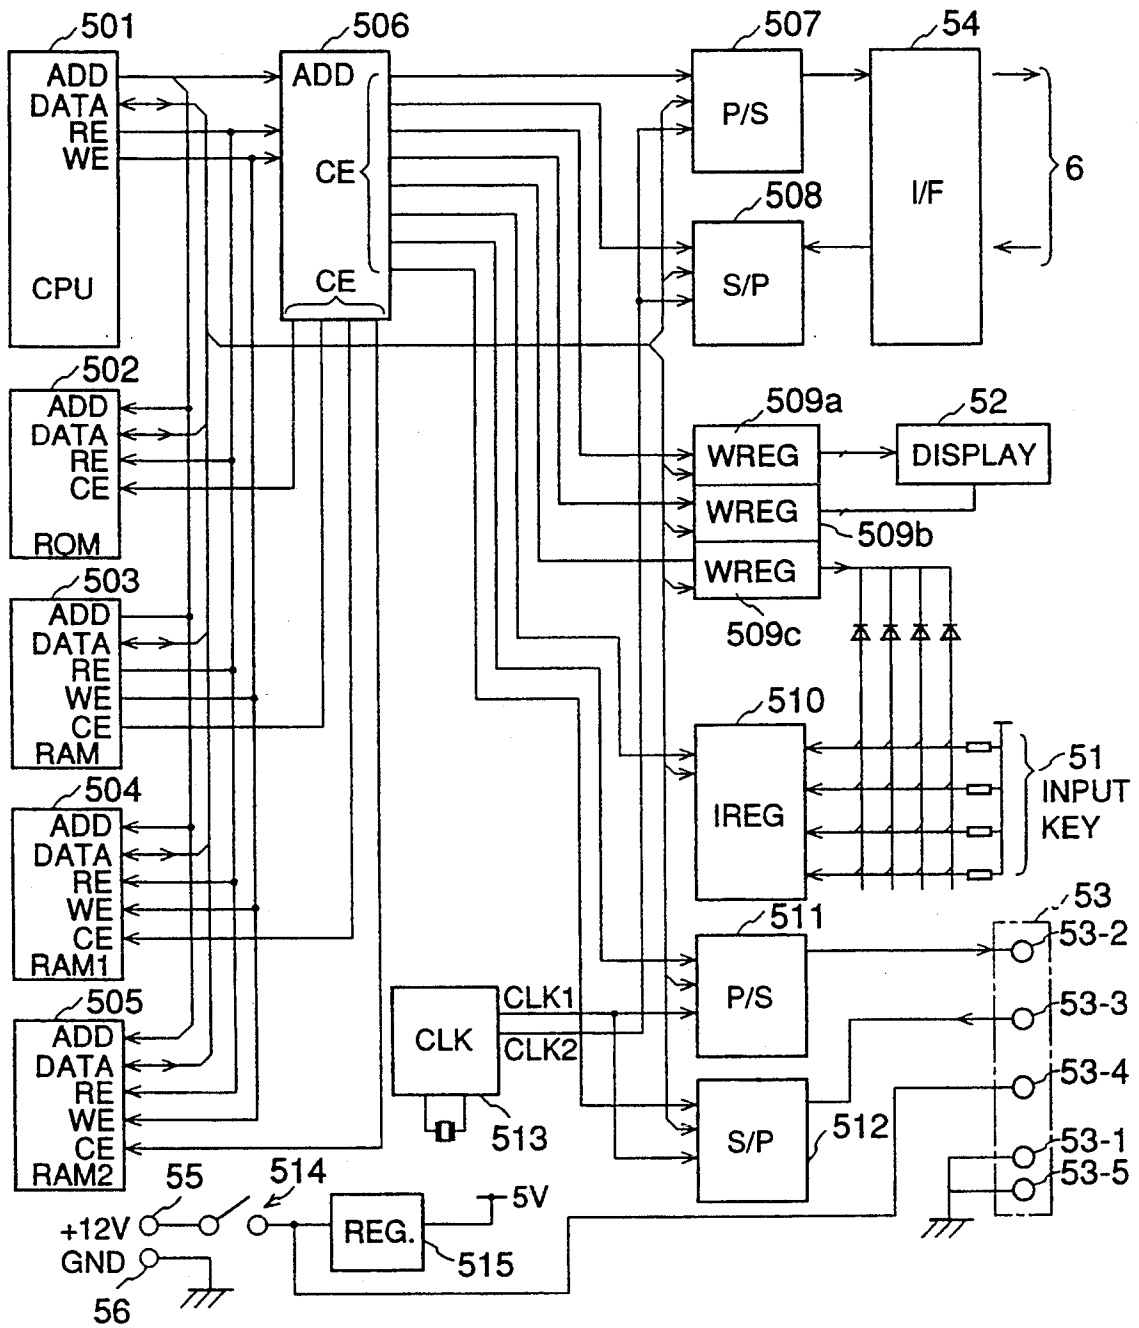 501
ADD
DATA
RE
WE
CPU
506
ADD
CE
CE
507
P/S
54
I/F
6
508
S/P
502
ADD
DATA
RE
CE
ROM
509a
WREG
WREG
WREG
509b
509c
52
DISPLAY
503
ADD
DATA
RE
WE
CE
RAM
510
IREG
51
INPUT
KEY
504
ADD
DATA
RE
WE
CE
RAM1
511
P/S
53
53-2
53-3
53-4
53-1
53-5
505
ADD
DATA
RE
WE
CE
RAM2
CLK
CLK1
CLK2
513
S/P
512
55
514
+12V
GND
56
REG.
515
5V